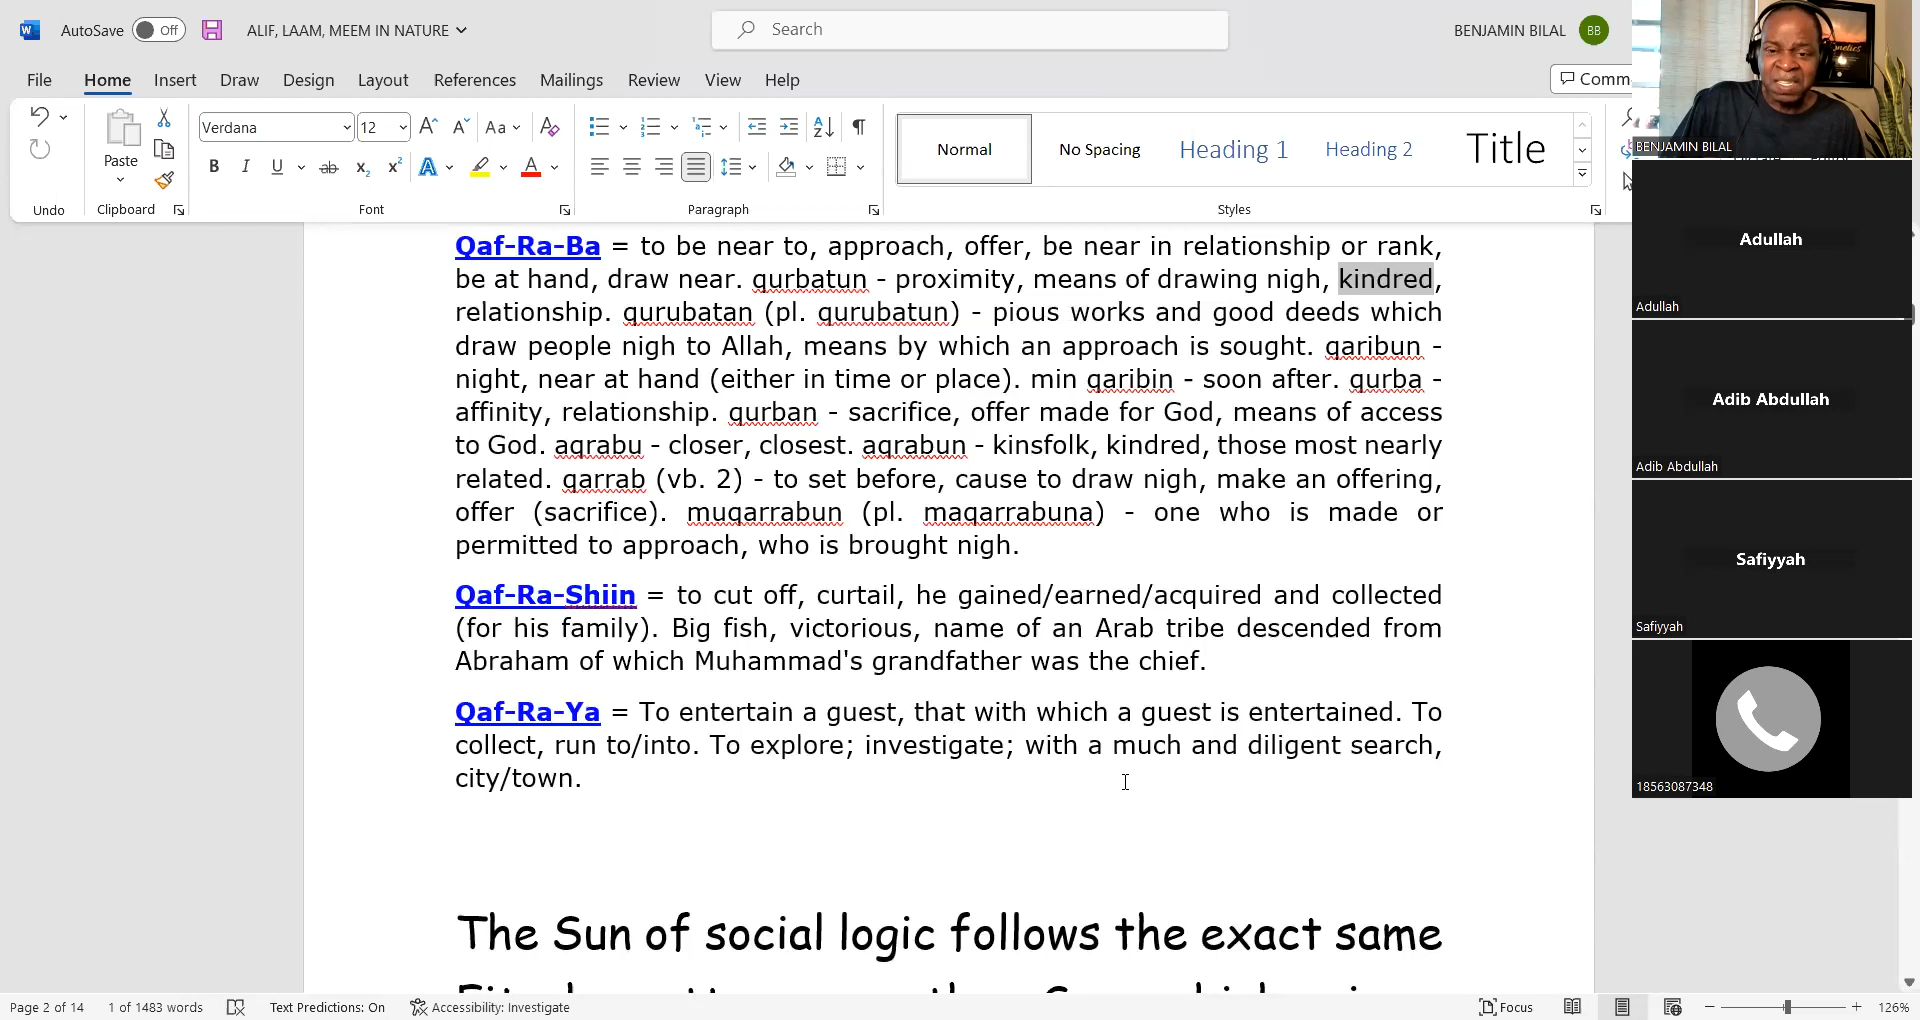 AutoSave Off ALIF, LAAM, MEEM IN NATURE Search BENJAMIN BILAL BB
File Home Insert Draw Design Layout References Mailings Review View Help Comm
Verdana 12 Aa
Paste
B I U ab x₂ x² A A
Normal No Spacing Heading 1 Heading 2 Title
Undo Clipboard Font Paragraph Styles
Qaf-Ra-Ba = to be near to, approach, offer, be near in relationship or rank,
be at hand, draw near. qurbatun - proximity, means of drawing nigh, kindred,
relationship. qurubatan (pl. qurubatun) - pious works and good deeds which
draw people nigh to Allah, means by which an approach is sought. qaribun -
night, near at hand (either in time or place). min qaribin - soon after. qurba -
affinity, relationship. qurban - sacrifice, offer made for God, means of access
to God. aqrabu - closer, closest. aqrabun - kinsfolk, kindred, those most nearly
related. qarrab (vb. 2) - to set before, cause to draw nigh, make an offering,
offer (sacrifice). muqarrabun (pl. maqarrabuna) - one who is made or
permitted to approach, who is brought nigh.
Qaf-Ra-Shiin = to cut off, curtail, he gained/earned/acquired and collected
(for his family). Big fish, victorious, name of an Arab tribe descended from
Abraham of which Muhammad's grandfather was the chief.
Qaf-Ra-Ya = To entertain a guest, that with which a guest is entertained. To
collect, run to/into. To explore; investigate; with a much and diligent search,
city/town.
The Sun of social logic follows the exact same
BENJAMIN BILAL
Adullah
Adullah
Adib Abdullah
Adib Abdullah
Safiyyah
Safiyyah
18563087348
Page 2 of 14 1 of 1483 words Text Predictions: On Accessibility: Investigate Focus 126%